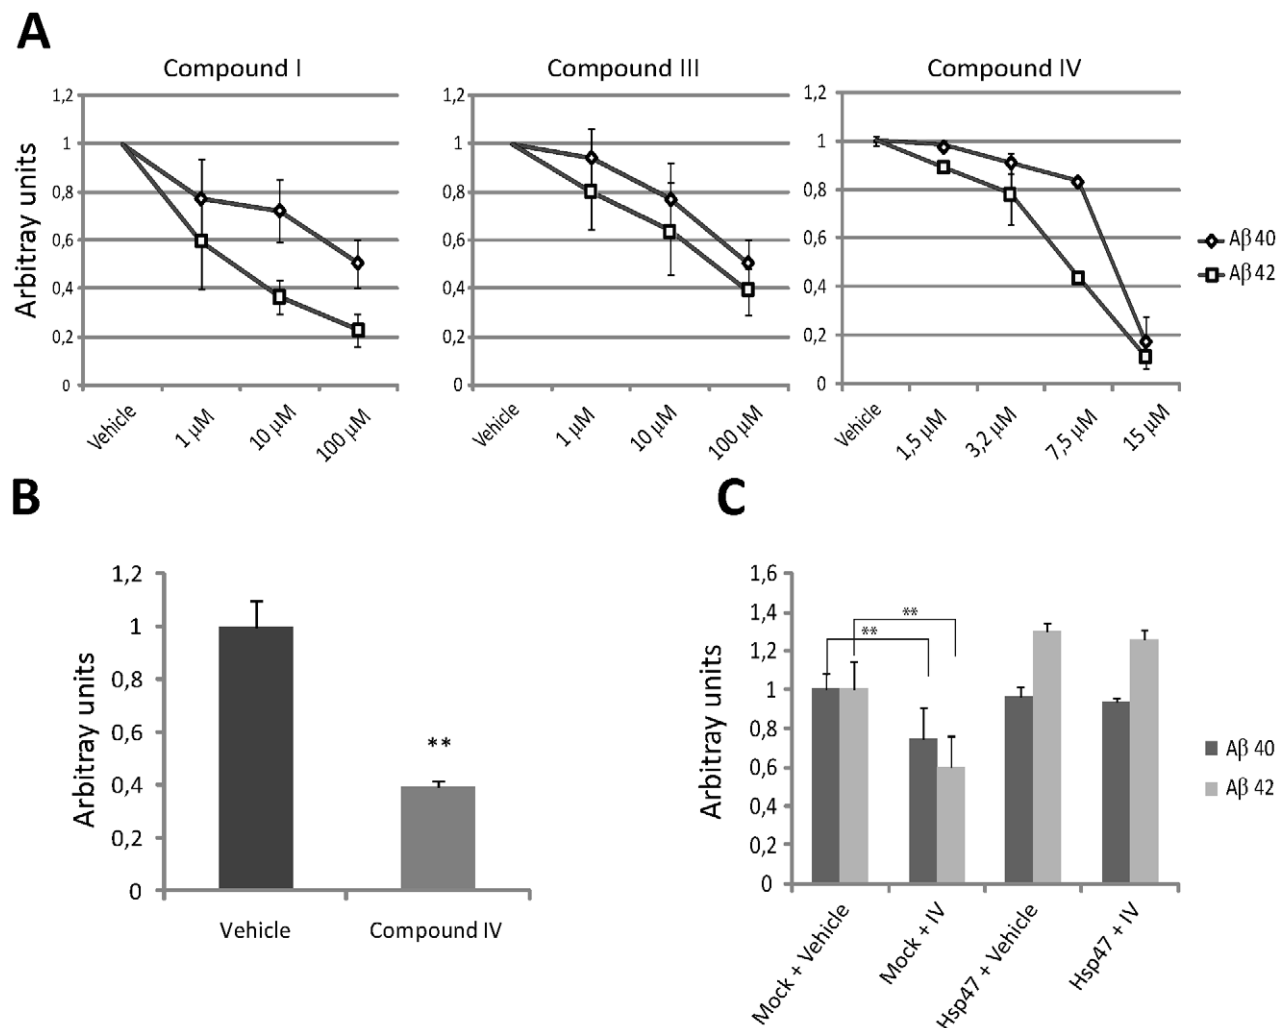 A
Compound I
Compound III
Compound IV
Arbitray units
1,2
1
0,8
0,6
0,4
0,2
0
Vehicle
1 µM
10 µM
100 µM
1,2
1
0,8
0,6
0,4
0,2
0
Vehicle
1 µM
10 µM
100 µM
1,2
1
0,8
0,6
0,4
0,2
0
Vehicle
1,5 µM
3,2 µM
7,5 µM
15 µM
Aβ 40
Aβ 42
B
Arbitray units
1,2
1
0,8
0,6
0,4
0,2
0
**
Vehicle
Compound IV
C
Arbitray units
1,6
1,4
1,2
1
0,8
0,6
0,4
0,2
0
**
**
Mock + Vehicle
Mock + IV
Hsp47 + Vehicle
Hsp47 + IV
Aβ 40
Aβ 42